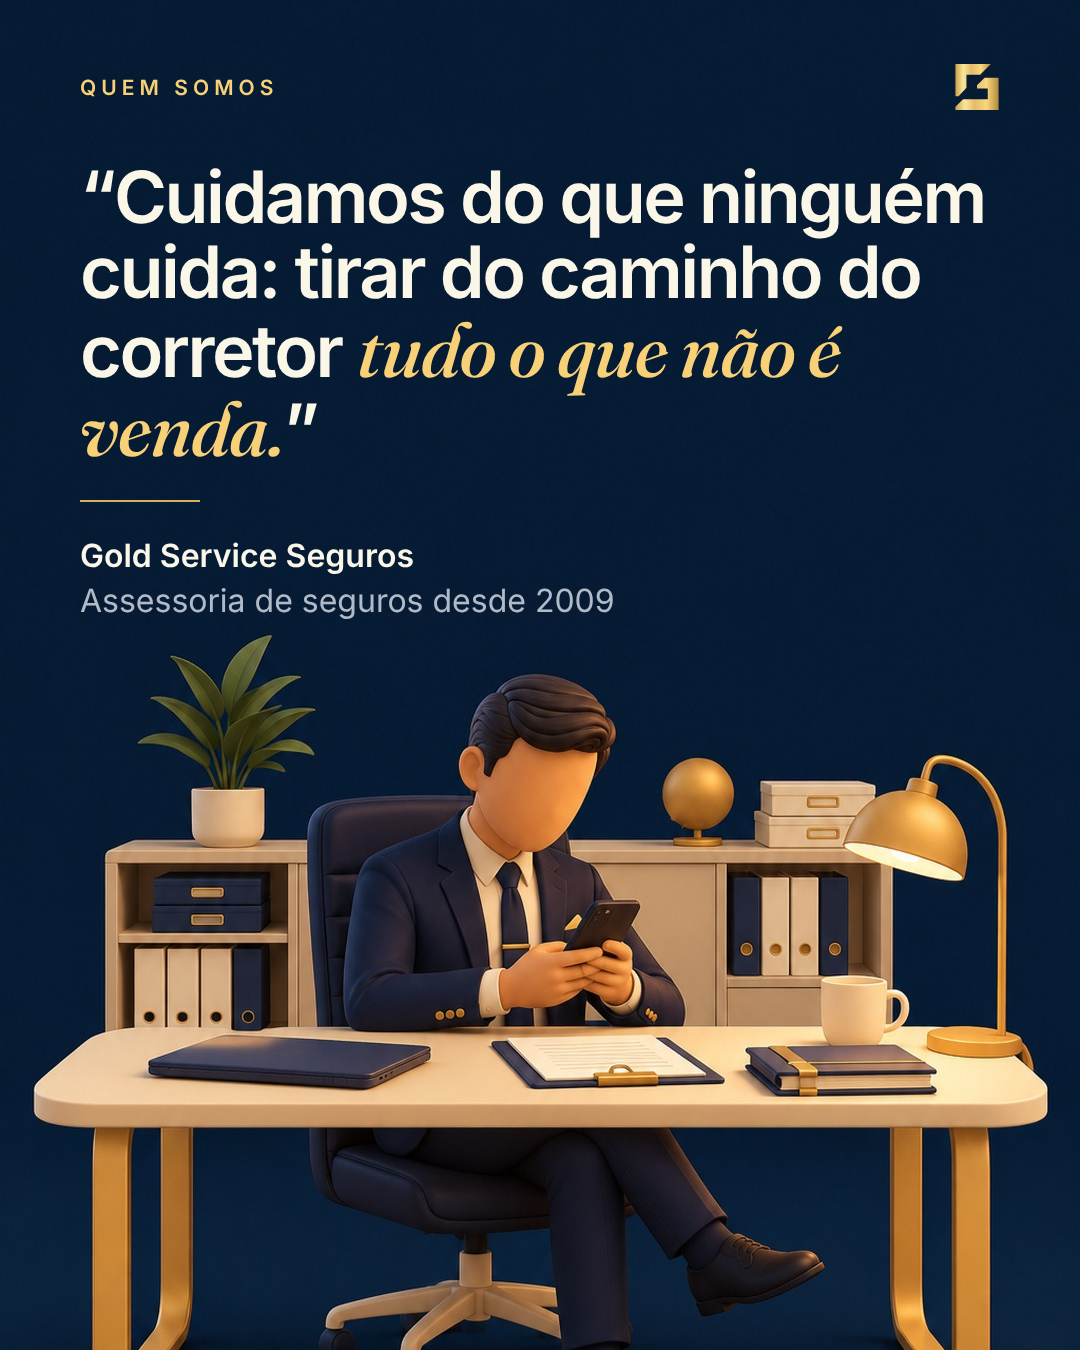 QUEM SOMOS
“Cuidamos do que ninguém
cuida: tirar do caminho do
corretor tudo o que não é
venda.”
Gold Service Seguros
Assessoria de seguros desde 2009